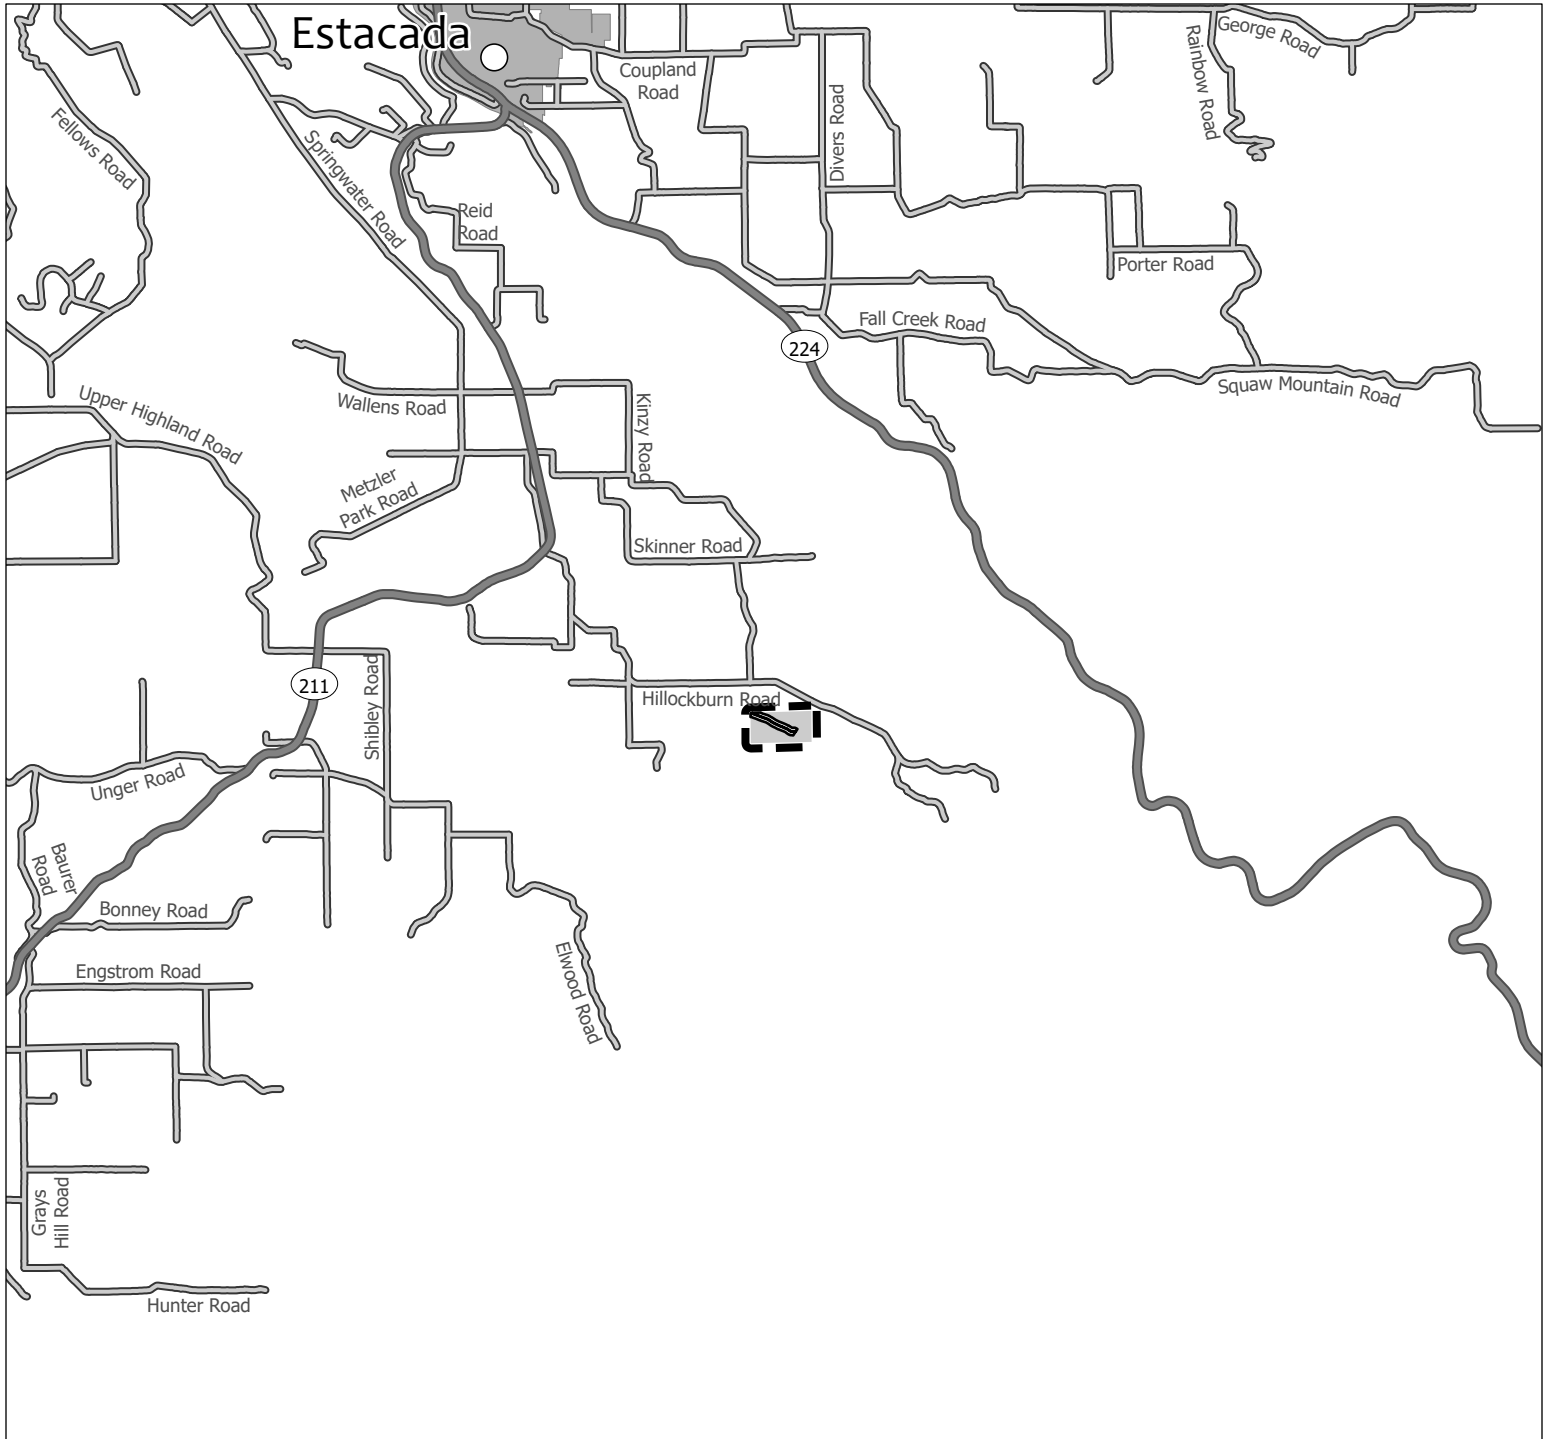 Estacada
George Road
Rainbow Road
Coupland
Road
Divers Road
Fellows Road
Springwater Road
Reid
Road
Porter Road
Fall Creek Road
224
Squaw Mountain Road
Upper Highland Road
Wallens Road
Kinzy Road
Metzler
Park Road
Skinner Road
211
Shibley Road
Hillockburn Road
Unger Road
Baurer
Road
Bonney Road
Elwood Road
Engstrom Road
Grays
Hill Road
Hunter Road